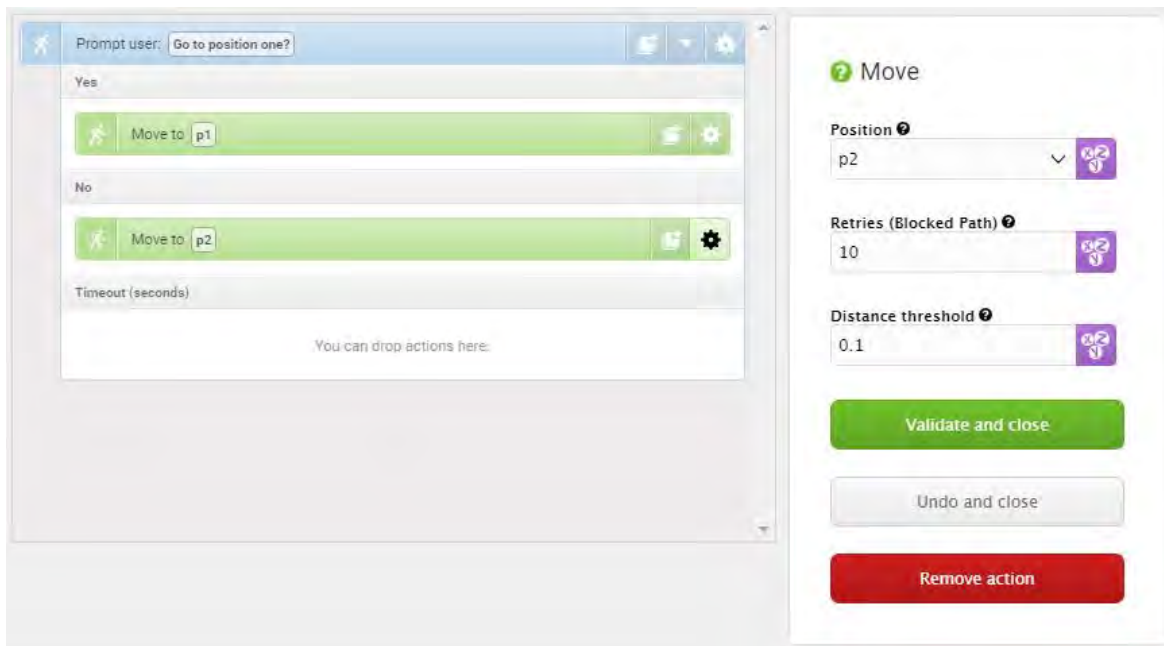 Prompt user: Go to position one?
Yes
Move to p1
No
Move to p2
Timeout (seconds)
You can drop actions here.
Move
Position
p2
Retries (Blocked Path)
10
Distance threshold
0.1
Validate and close
Undo and close
Remove action